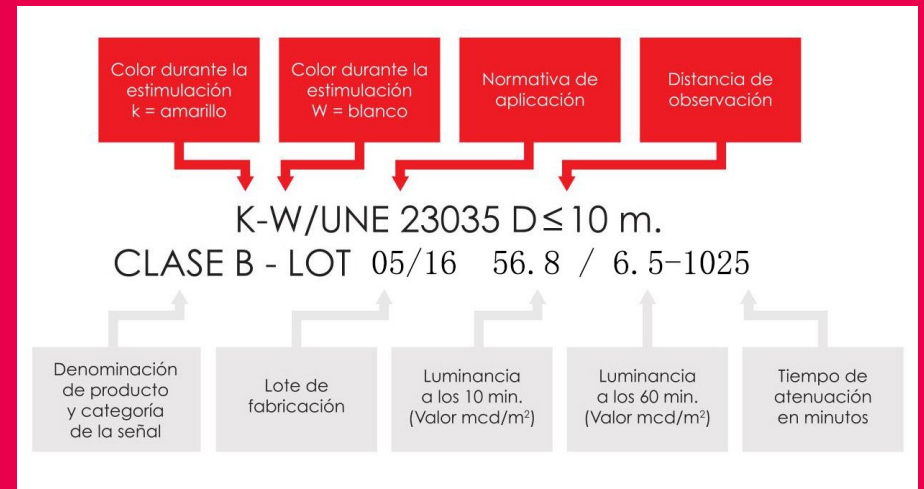 Color durante la
estimulación
k = amarillo
Color durante la
estimulación
W = blanco
Normativa de
aplicación
Distancia de
observación
K-W/UNE 23035 D≤10 m.
CLASE B - LOT 05/16 56.8 / 6.5-1025
Denominación
de producto
y categoría
de la señal
Lote de
fabricación
Luminancia
a los 10 min.
(Valor mcd/m²)
Luminancia
a los 60 min.
(Valor mcd/m²)
Tiempo de
atenuación
en minutos